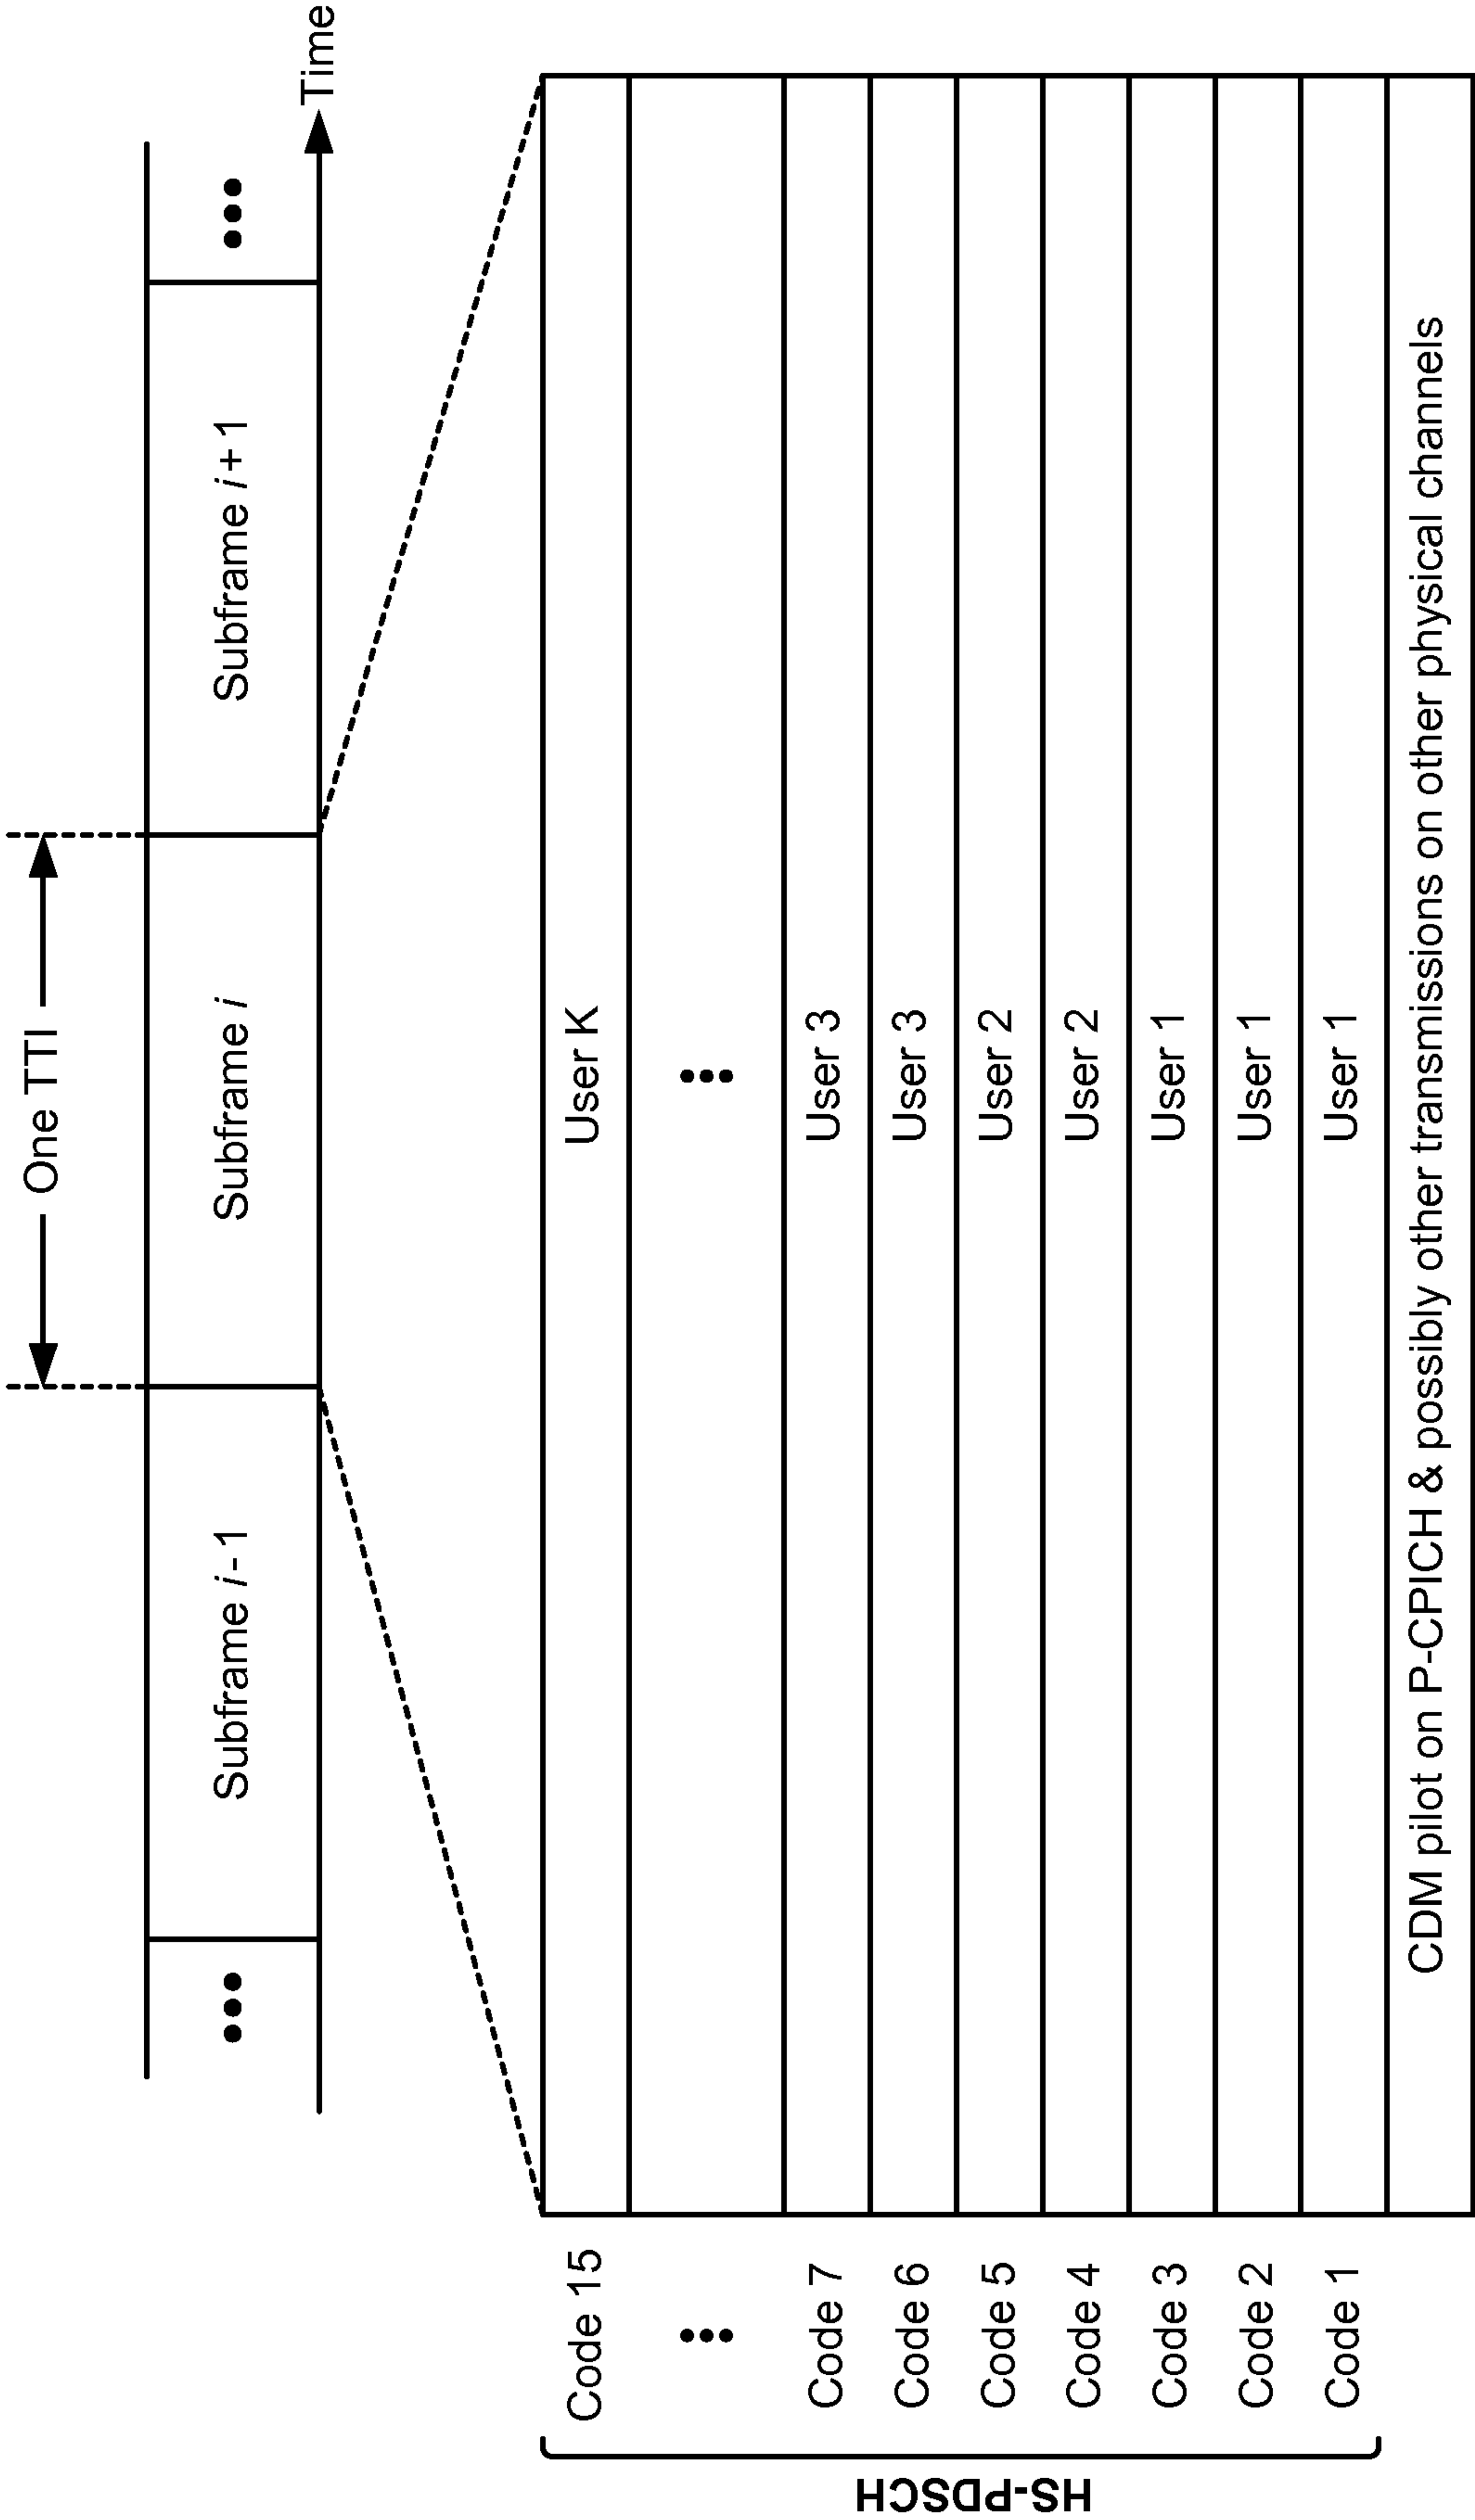 One TTI
•••
Subframe i-1
Subframe i
Subframe i+1
•••
Time
HS-PDSCH
Code 15
User K
•••
•••
Code 7
User 3
Code 6
User 3
Code 5
User 2
Code 4
User 2
Code 3
User 1
Code 2
User 1
Code 1
User 1
CDM pilot on P-CPICH & possibly other transmissions on other physical channels